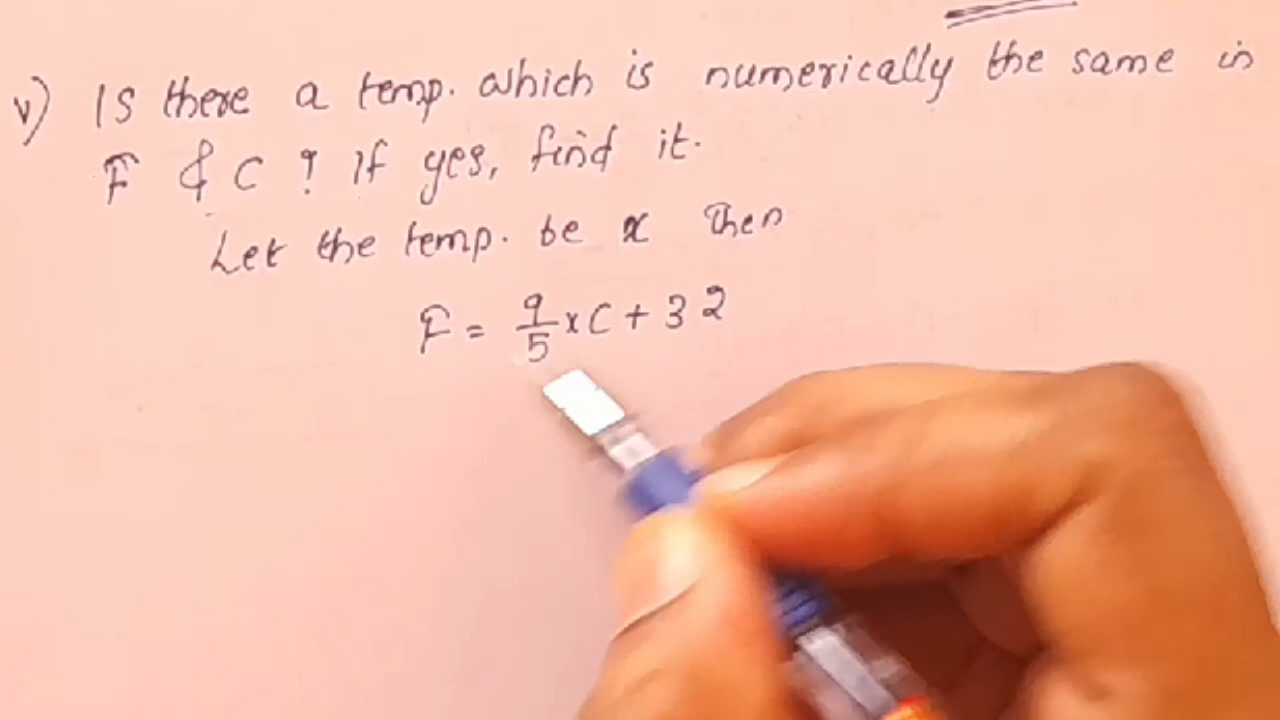 v) Is there a temp. which is numerically the same in
F & C ? If yes, find it.
Let the temp. be x Then
F = 9/5 x C + 32